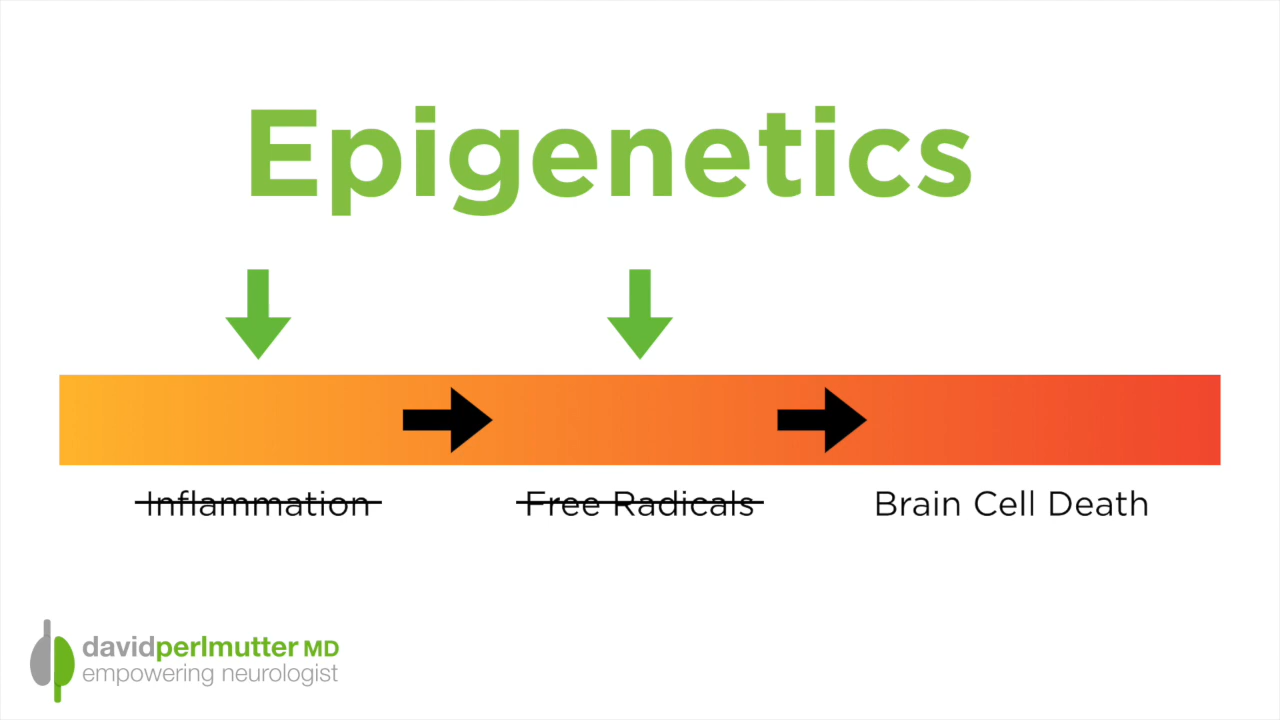 Epigenetics
Inflammation
Free Radicals
Brain Cell Death
davidperlmutter MD
empowering neurologist